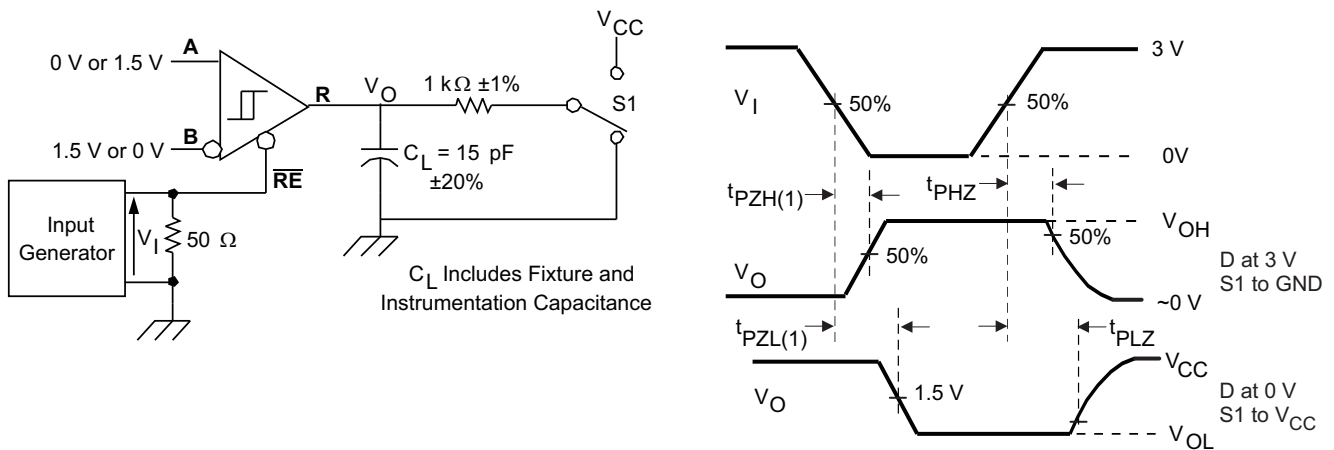 V_CC
A
0 V or 1.5 V
R
V_O
1 kΩ ±1%
S1
B
1.5 V or 0 V
C_L = 15 pF
±20%
R̅E̅
Input
Generator
V_I
50 Ω
C_L Includes Fixture and
Instrumentation Capacitance
3 V
V_I
50%
50%
0V
t_PZH(1)
t_PHZ
V_OH
50%
50%
V_O
D at 3 V
S1 to GND
~0 V
t_PZL(1)
t_PLZ
V_CC
V_O
1.5 V
D at 0 V
S1 to V_CC
V_OL